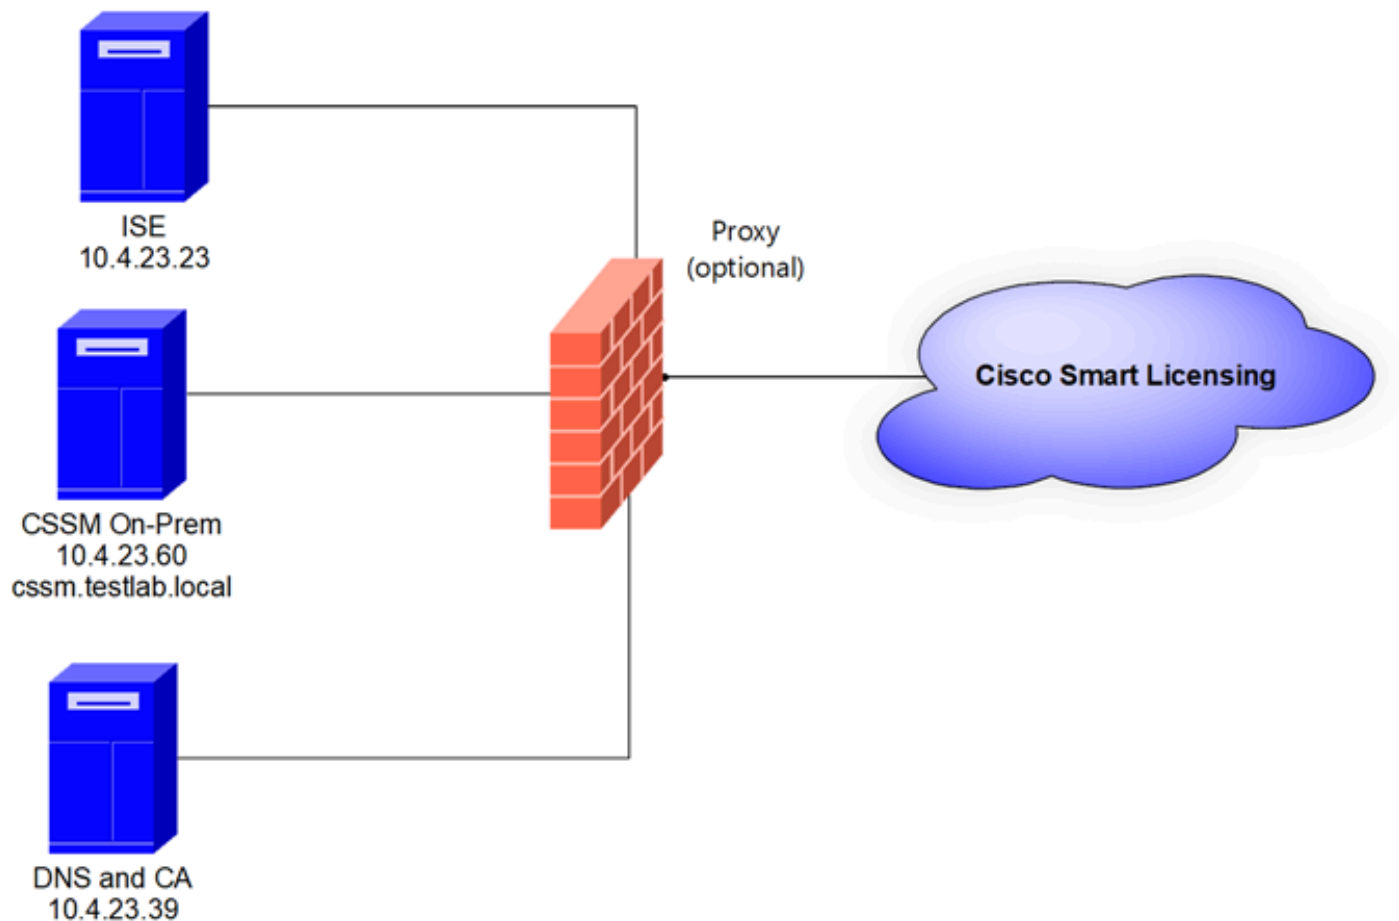 ISE
10.4.23.23
Proxy
(optional)
Cisco Smart Licensing
CSSM On-Prem
10.4.23.60
cssm.testlab.local
DNS and CA
10.4.23.39